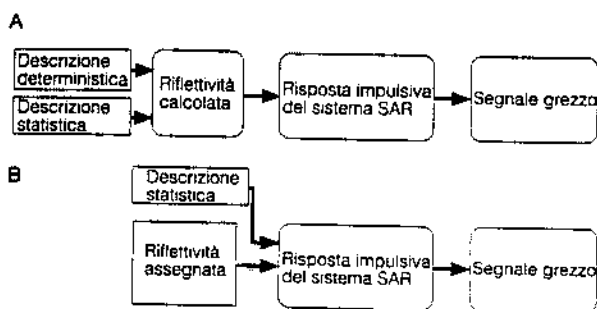 A
Descrizione
deterministica
Descrizione
statistica
Riflettività
calcolata
Risposta impulsiva
del sistema SAR
Segnale grezzo
B
Descrizione
statistica
Riflettività
assegnata
Risposta impulsiva
del sistema SAR
Segnale grezzo